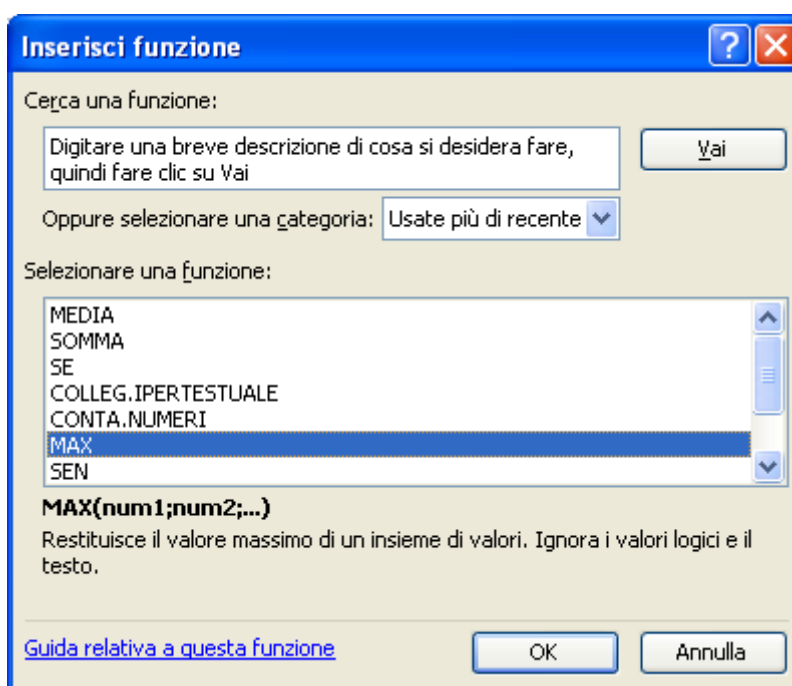 Inserisci funzione
Cerca una funzione:
Digitare una breve descrizione di cosa si desidera fare,
quindi fare clic su Vai
Vai
Oppure selezionare una categoria: Usate più di recente
Selezionare una funzione:
MEDIA
SOMMA
SE
COLLEG.IPERTESTUALE
CONTA.NUMERI
MAX
SEN
MAX(num1;num2;...)
Restituisce il valore massimo di un insieme di valori. Ignora i valori logici e il
testo.
Guida relativa a questa funzione
OK
Annulla